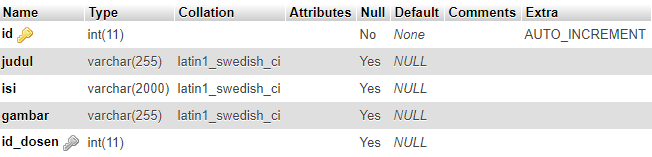 Name Type Collation Attributes Null Default Comments Extra
id int(11) No None AUTO_INCREMENT
judul varchar(255) latin1_swedish_ci Yes NULL
isi varchar(2000) latin1_swedish_ci Yes NULL
gambar varchar(255) latin1_swedish_ci Yes NULL
id_dosen int(11) Yes NULL